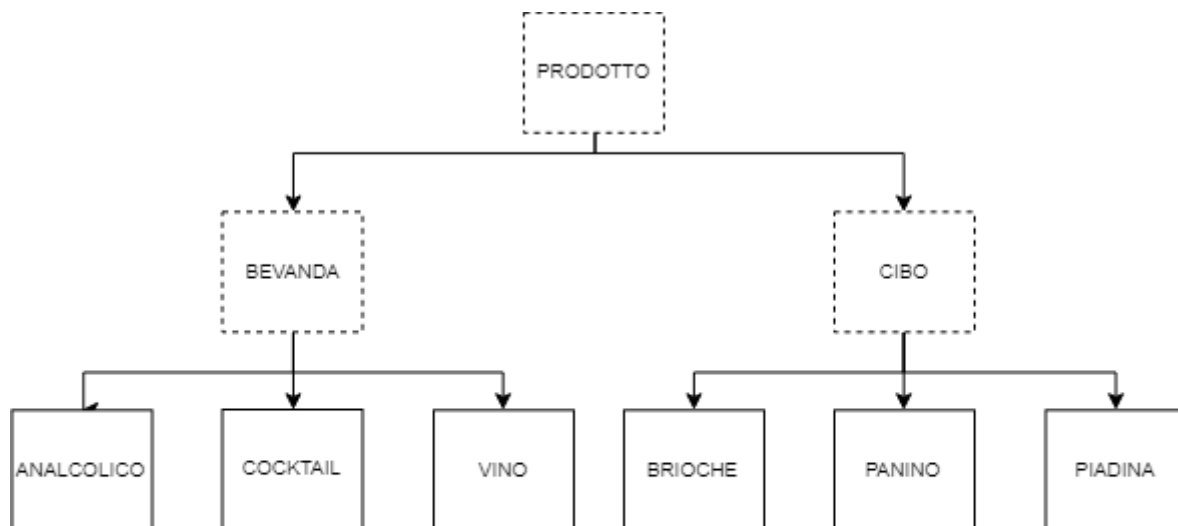 PRODOTTO
BEVANDA
CIBO
ANALCOLICO
COCKTAIL
VINO
BRIOCHE
PANINO
PIADINA